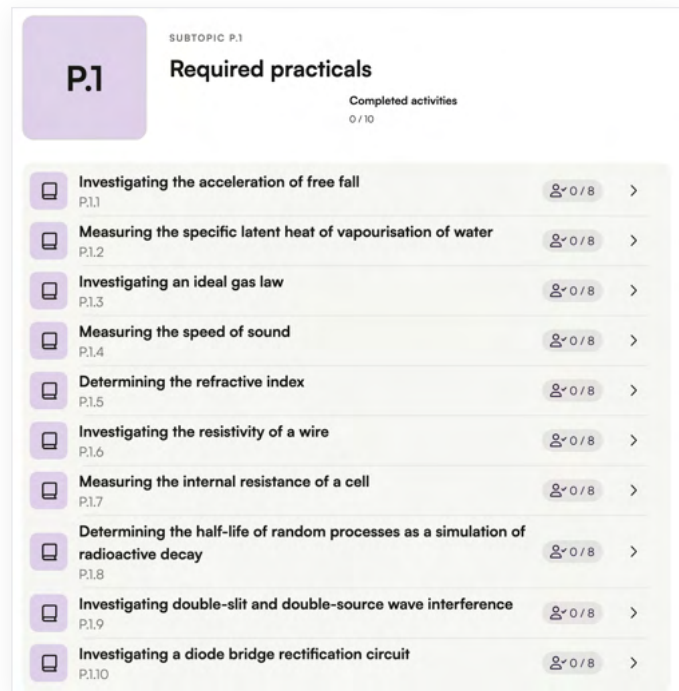 P.1
SUBTOPIC P.1
Required practicals
Completed activities
0 / 10
Investigating the acceleration of free fall
P.1.1
0 / 8
Measuring the specific latent heat of vapourisation of water
P.1.2
0 / 8
Investigating an ideal gas law
P.1.3
0 / 8
Measuring the speed of sound
P.1.4
0 / 8
Determining the refractive index
P.1.5
0 / 8
Investigating the resistivity of a wire
P.1.6
0 / 8
Measuring the internal resistance of a cell
P.1.7
0 / 8
Determining the half-life of random processes as a simulation of
radioactive decay
P.1.8
0 / 8
Investigating double-slit and double-source wave interference
P.1.9
0 / 8
Investigating a diode bridge rectification circuit
P.1.10
0 / 8